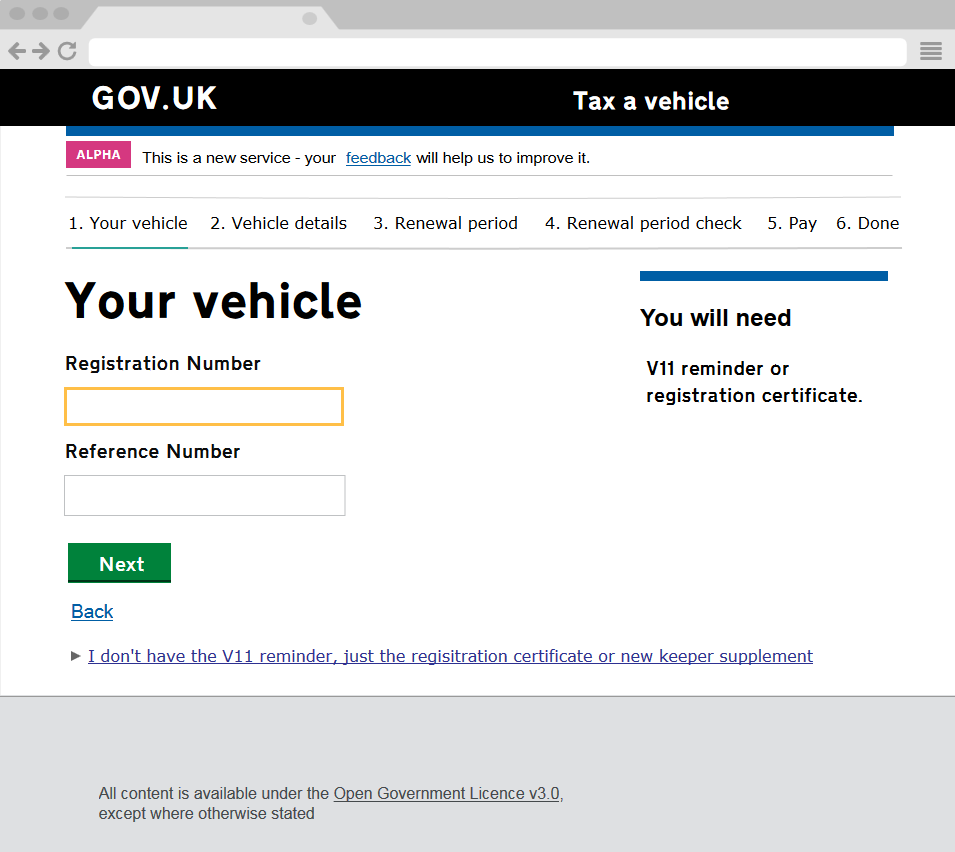 GOV.UK Tax a vehicle
ALPHA This is a new service - your feedback will help us to improve it.
1. Your vehicle 2. Vehicle details 3. Renewal period 4. Renewal period check 5. Pay 6. Done
Your vehicle
Registration Number
Reference Number
Next
Back
I don't have the V11 reminder, just the regisitration certificate or new keeper supplement
You will need
V11 reminder or
registration certificate.
All content is available under the Open Government Licence v3.0,
except where otherwise stated